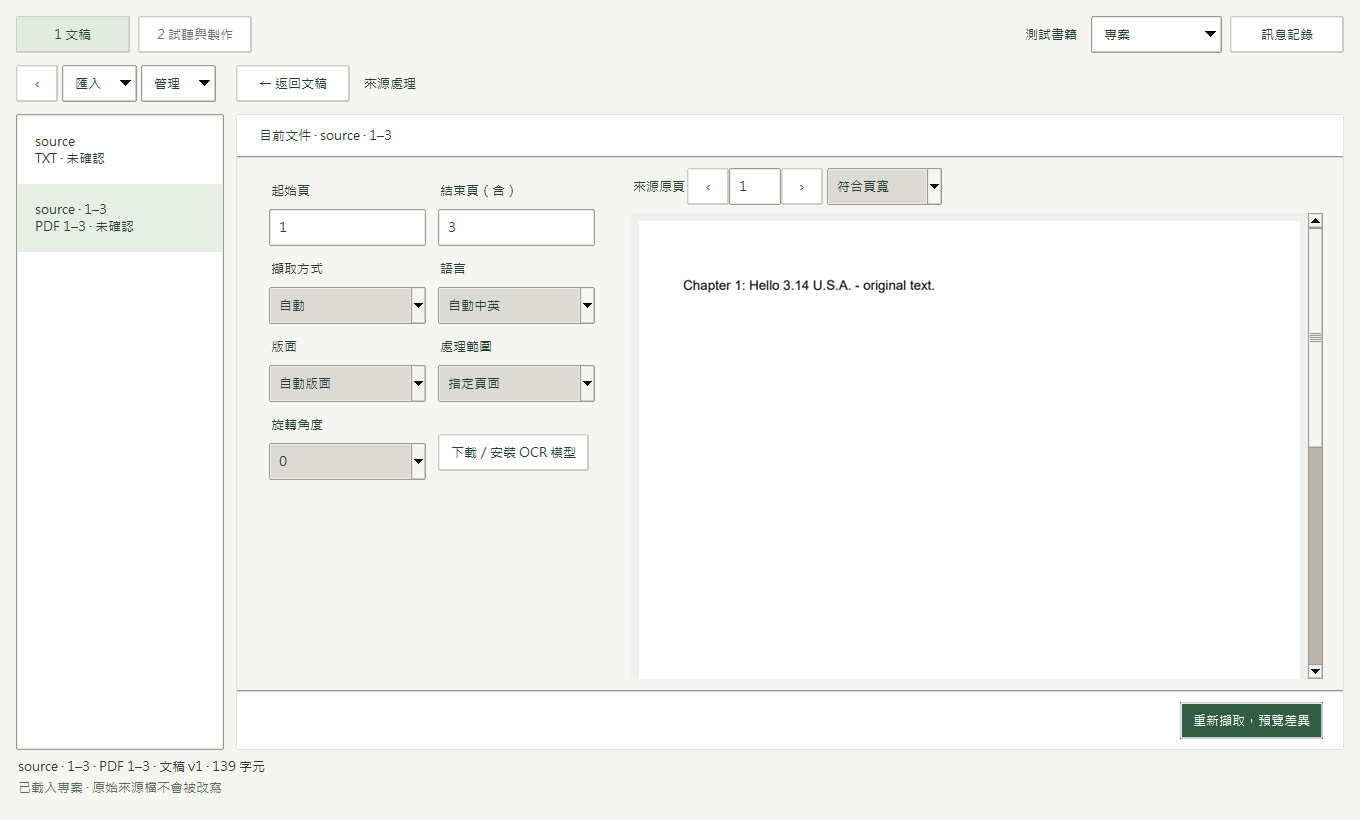 1 文稿
2 試聽與製作
測試書籍
專案
訊息記錄
‹
匯入
管理
← 返回文稿
來源處理
source
TXT · 未確認
source · 1–3
PDF 1–3 · 未確認
目前文件 · source · 1–3
起始頁
結束頁（含）
1
3
擷取方式
語言
自動
自動中英
版面
處理範圍
自動版面
指定頁面
旋轉角度
0
下載 / 安裝 OCR 模型
來源原頁
‹
1
›
符合頁寬
Chapter 1: Hello 3.14 U.S.A. - original text.
重新擷取，預覽差異
source · 1–3 · PDF 1–3 · 文稿 v1 · 139 字元
已載入專案 · 原始來源檔不會被改寫